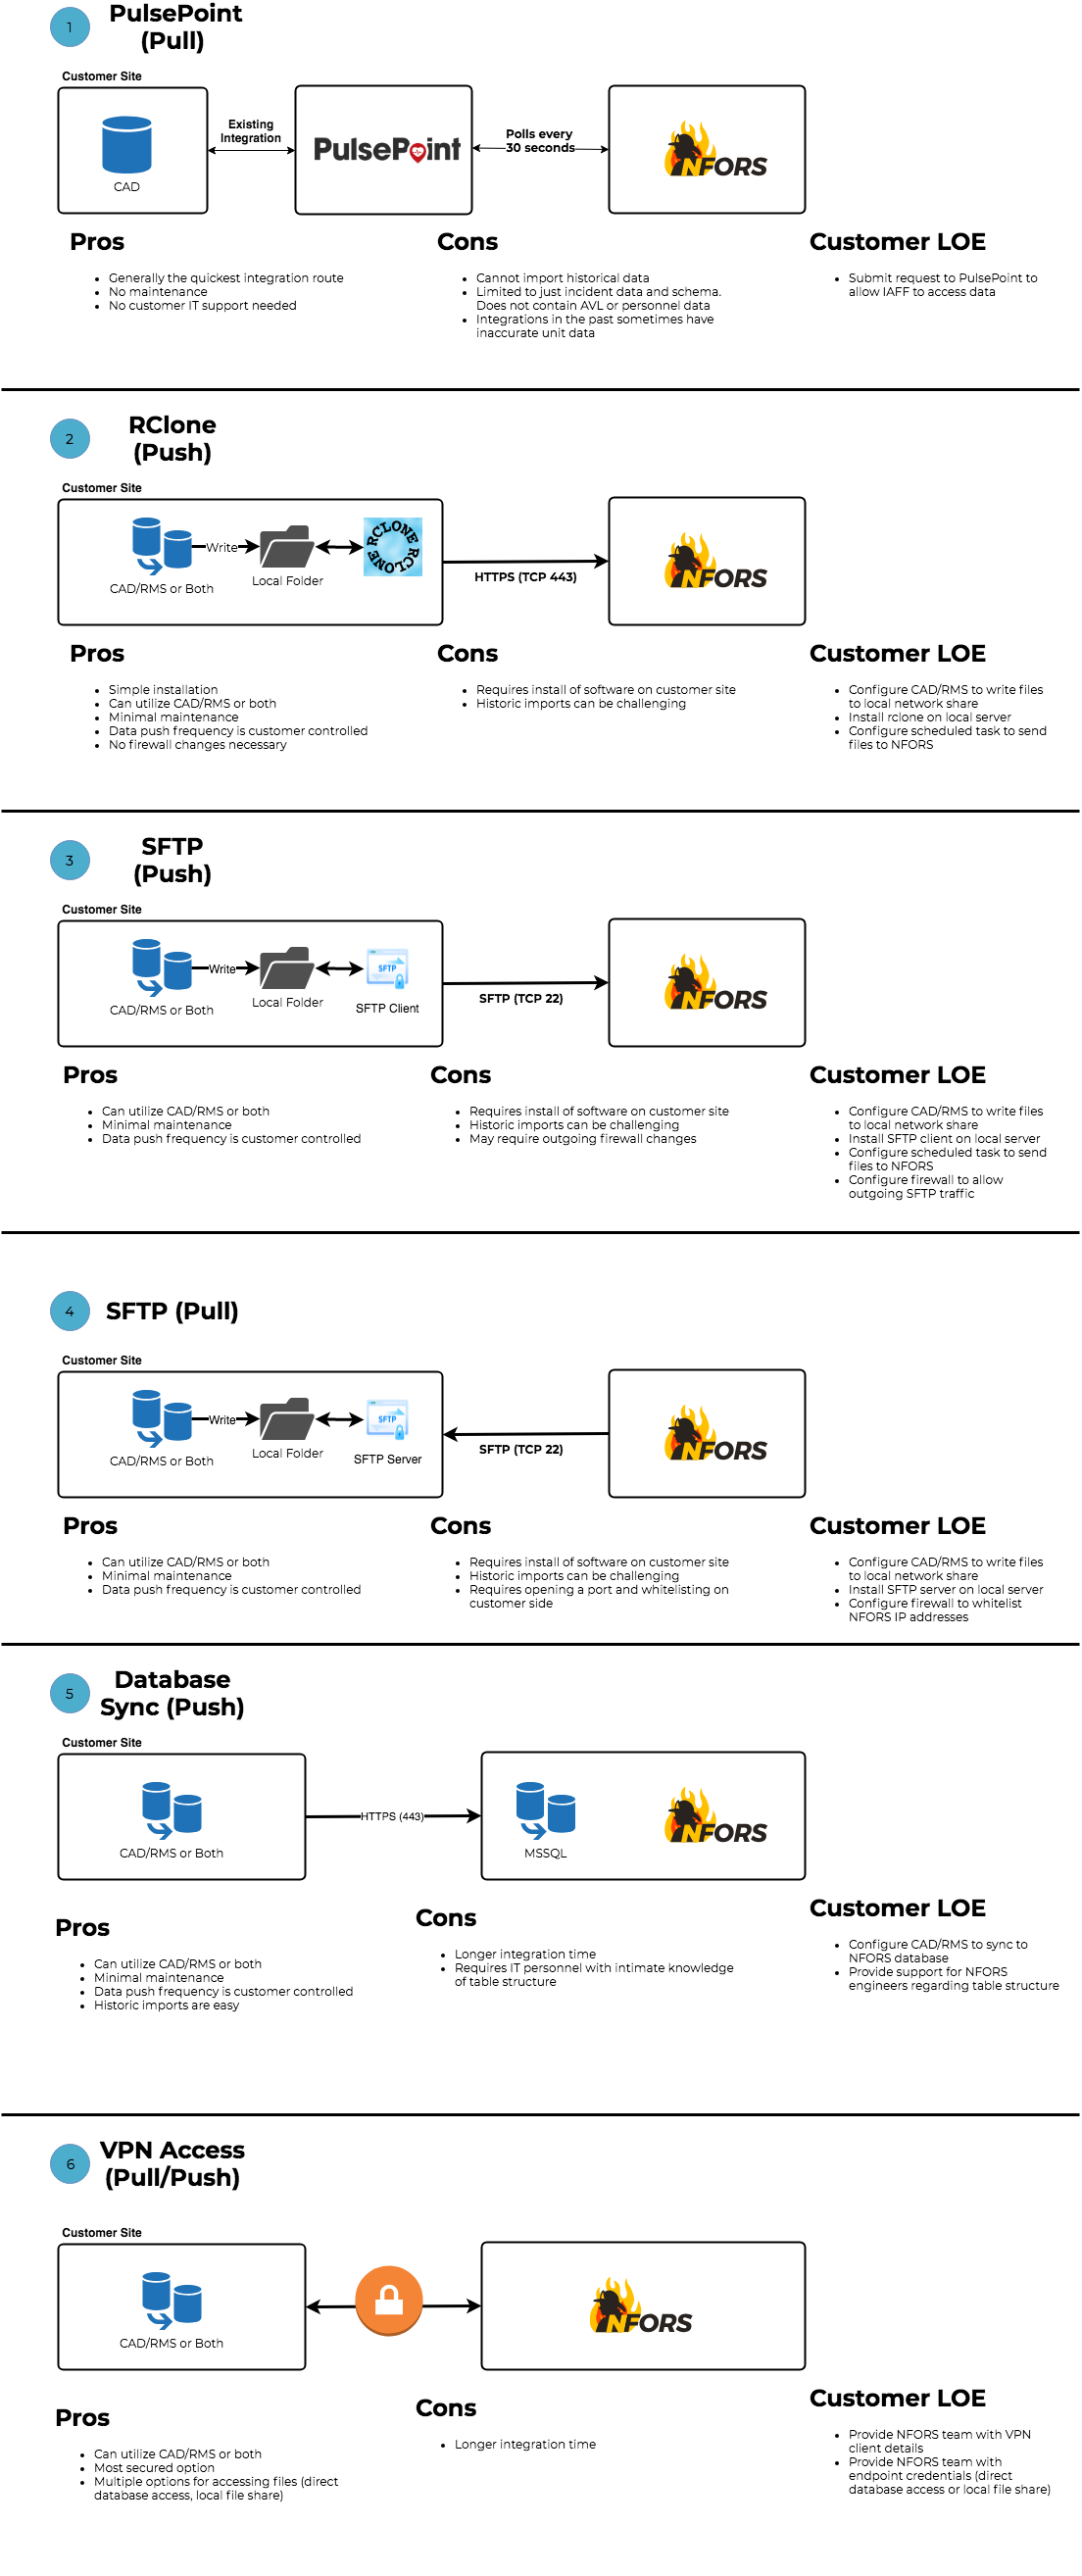 1
PulsePoint
(Pull)
Customer Site
CAD
Existing
Integration
PulsePoint
Polls every
30 seconds
NFORS
Pros
Generally the quickest integration route
No maintenance
No customer IT support needed
Cons
Cannot import historical data
Limited to just incident data and schema.
Does not contain AVL or personnel data
Integrations in the past sometimes have
inaccurate unit data
Customer LOE
Submit request to PulsePoint to
allow IAFF to access data
2
RClone
(Push)
Customer Site
CAD/RMS or Both
Write
Local Folder
RCLONE RCLONE
HTTPS (TCP 443)
NFORS
Pros
Simple installation
Can utilize CAD/RMS or both
Minimal maintenance
Data push frequency is customer controlled
No firewall changes necessary
Cons
Requires install of software on customer site
Historic imports can be challenging
Customer LOE
Configure CAD/RMS to write files
to local network share
Install rclone on local server
Configure scheduled task to send
files to NFORS
3
SFTP
(Push)
Customer Site
CAD/RMS or Both
Write
Local Folder
SFTP
SFTP Client
SFTP (TCP 22)
NFORS
Pros
Can utilize CAD/RMS or both
Minimal maintenance
Data push frequency is customer controlled
Cons
Requires install of software on customer site
Historic imports can be challenging
May require outgoing firewall changes
Customer LOE
Configure CAD/RMS to write files
to local network share
Install SFTP client on local server
Configure scheduled task to send
files to NFORS
Configure firewall to allow
outgoing SFTP traffic
4
SFTP (Pull)
Customer Site
CAD/RMS or Both
Write
Local Folder
SFTP
SFTP Server
SFTP (TCP 22)
NFORS
Pros
Can utilize CAD/RMS or both
Minimal maintenance
Data push frequency is customer controlled
Cons
Requires install of software on customer site
Historic imports can be challenging
Requires opening a port and whitelisting on
customer side
Customer LOE
Configure CAD/RMS to write files
to local network share
Install SFTP server on local server
Configure firewall to whitelist
NFORS IP addresses
5
Database
Sync (Push)
Customer Site
CAD/RMS or Both
HTTPS (443)
MSSQL
NFORS
Pros
Can utilize CAD/RMS or both
Minimal maintenance
Data push frequency is customer controlled
Historic imports are easy
Cons
Longer integration time
Requires IT personnel with intimate knowledge
of table structure
Customer LOE
Configure CAD/RMS to sync to
NFORS database
Provide support for NFORS
engineers regarding table structure
6
VPN Access
(Pull/Push)
Customer Site
CAD/RMS or Both
NFORS
Pros
Can utilize CAD/RMS or both
Most secured option
Multiple options for accessing files (direct
database access, local file share)
Cons
Longer integration time
Customer LOE
Provide NFORS team with VPN
client details
Provide NFORS team with
endpoint credentials (direct
database access or local file share)